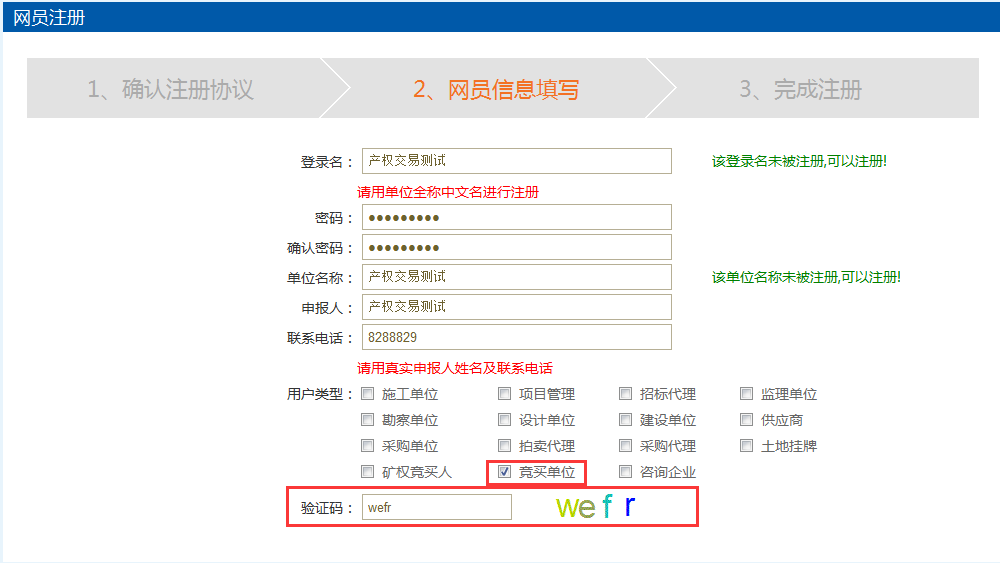 网员注册
1、确认注册协议 2、网员信息填写 3、完成注册
登录名： 产权交易测试 该登录名未被注册,可以注册!
请用单位全称中文名进行注册
密码： ●●●●●●●●●
确认密码： ●●●●●●●●●
单位名称： 产权交易测试 该单位名称未被注册,可以注册!
申报人： 产权交易测试
联系电话： 8288829
请用真实申报人姓名及联系电话
用户类型： 施工单位 项目管理 招标代理 监理单位
勘察单位 设计单位 建设单位 供应商
采购单位 拍卖代理 采购代理 土地挂牌
矿权竞买人 竞买单位 咨询企业
验证码： wefr wefr